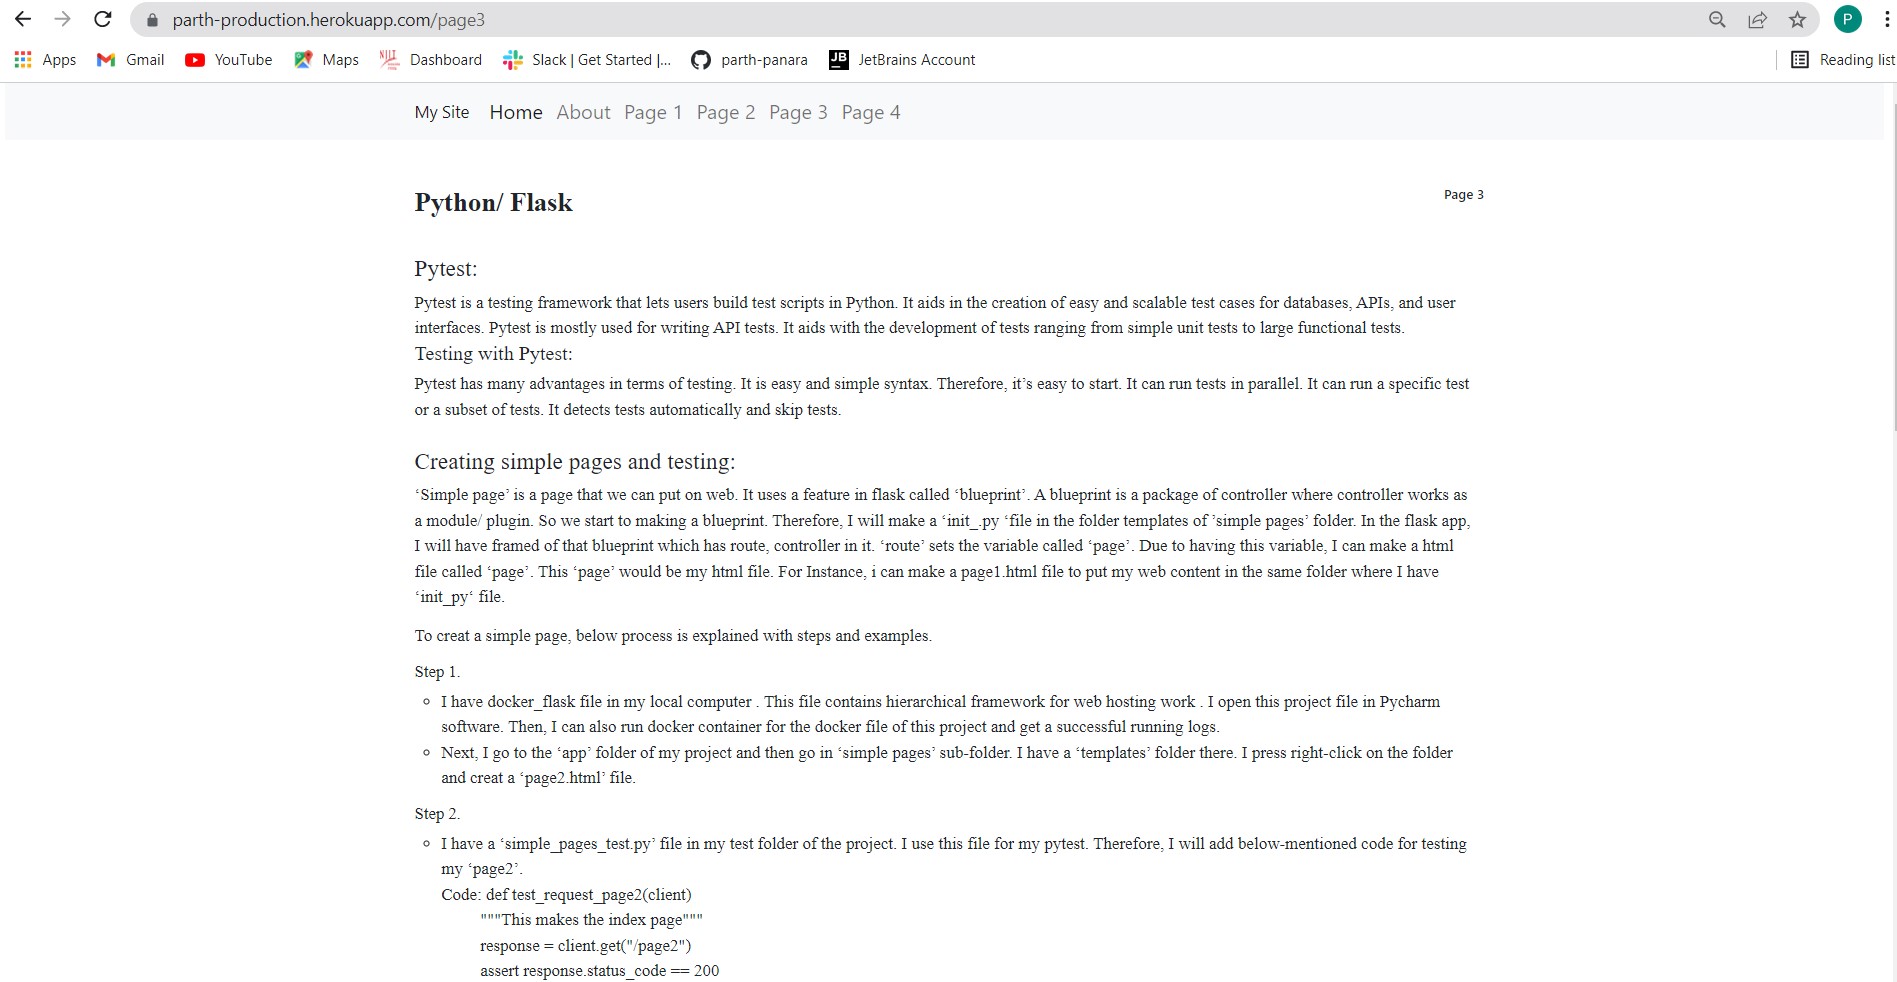 parth-production.herokuapp.com/page3
P
Apps Gmail YouTube Maps NJIT Dashboard Slack | Get Started |... parth-panara JB JetBrains Account Reading list
My Site Home About Page 1 Page 2 Page 3 Page 4
Python/ Flask
Page 3
Pytest:
Pytest is a testing framework that lets users build test scripts in Python. It aids in the creation of easy and scalable test cases for databases, APIs, and user
interfaces. Pytest is mostly used for writing API tests. It aids with the development of tests ranging from simple unit tests to large functional tests.
Testing with Pytest:
Pytest has many advantages in terms of testing. It is easy and simple syntax. Therefore, it’s easy to start. It can run tests in parallel. It can run a specific test
or a subset of tests. It detects tests automatically and skip tests.
Creating simple pages and testing:
‘Simple page’ is a page that we can put on web. It uses a feature in flask called ‘blueprint’. A blueprint is a package of controller where controller works as
a module/ plugin. So we start to making a blueprint. Therefore, I will make a ‘init_.py ‘file in the folder templates of ’simple pages’ folder. In the flask app,
I will have framed of that blueprint which has route, controller in it. ‘route’ sets the variable called ‘page’. Due to having this variable, I can make a html
file called ‘page’. This ‘page’ would be my html file. For Instance, i can make a page1.html file to put my web content in the same folder where I have
‘init_py‘ file.
To creat a simple page, below process is explained with steps and examples.
Step 1.
I have docker_flask file in my local computer . This file contains hierarchical framework for web hosting work . I open this project file in Pycharm
software. Then, I can also run docker container for the docker file of this project and get a successful running logs.
Next, I go to the ‘app’ folder of my project and then go in ‘simple pages’ sub-folder. I have a ‘templates’ folder there. I press right-click on the folder
and creat a ‘page2.html’ file.
Step 2.
I have a ‘simple_pages_test.py’ file in my test folder of the project. I use this file for my pytest. Therefore, I will add below-mentioned code for testing
my ‘page2’.
Code: def test_request_page2(client)
"""This makes the index page"""
response = client.get("/page2")
assert response.status_code == 200